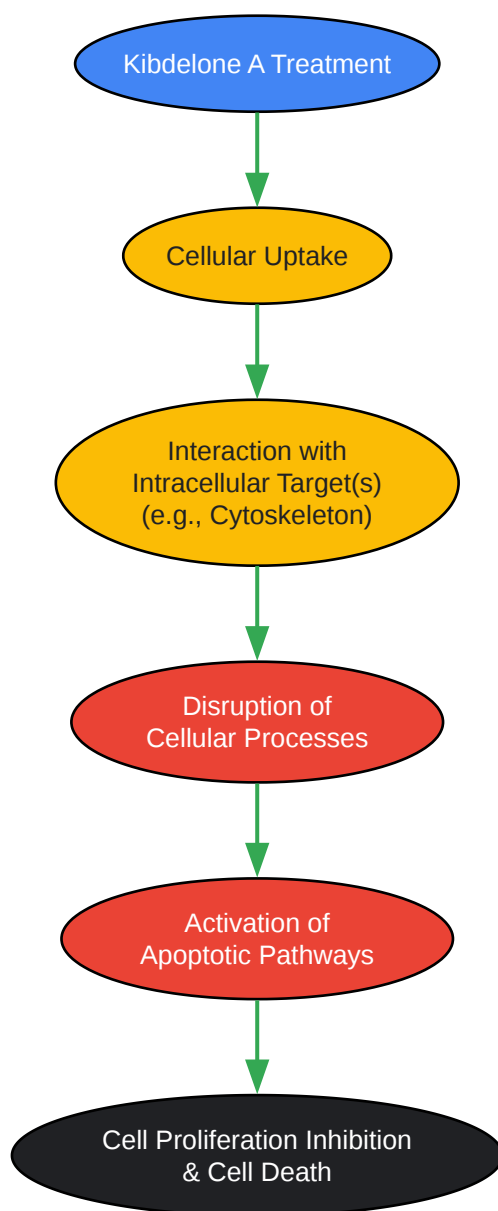 Kibdelone A Treatment
Cellular Uptake
Interaction with
Intracellular Target(s)
(e.g., Cytoskeleton)
Disruption of
Cellular Processes
Activation of
Apoptotic Pathways
Cell Proliferation Inhibition
& Cell Death